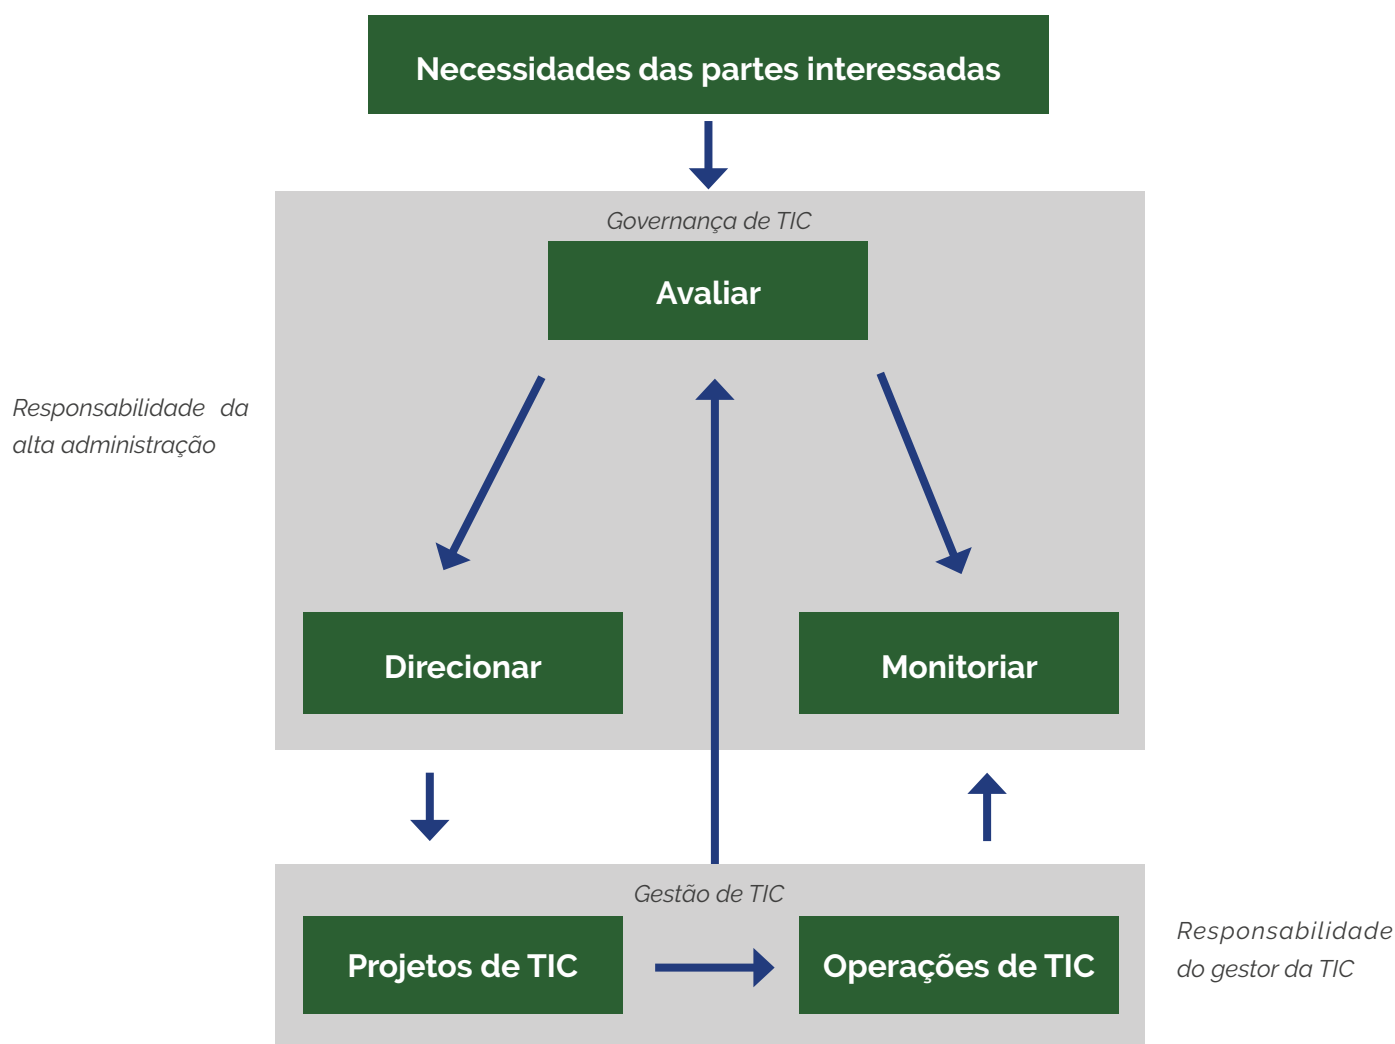 Necessidades das partes interessadas
Governança de TIC
Avaliar
Responsabilidade da
alta administração
Direcionar
Monitoriar
Gestão de TIC
Projetos de TIC
Operações de TIC
Responsabilidade
do gestor da TIC